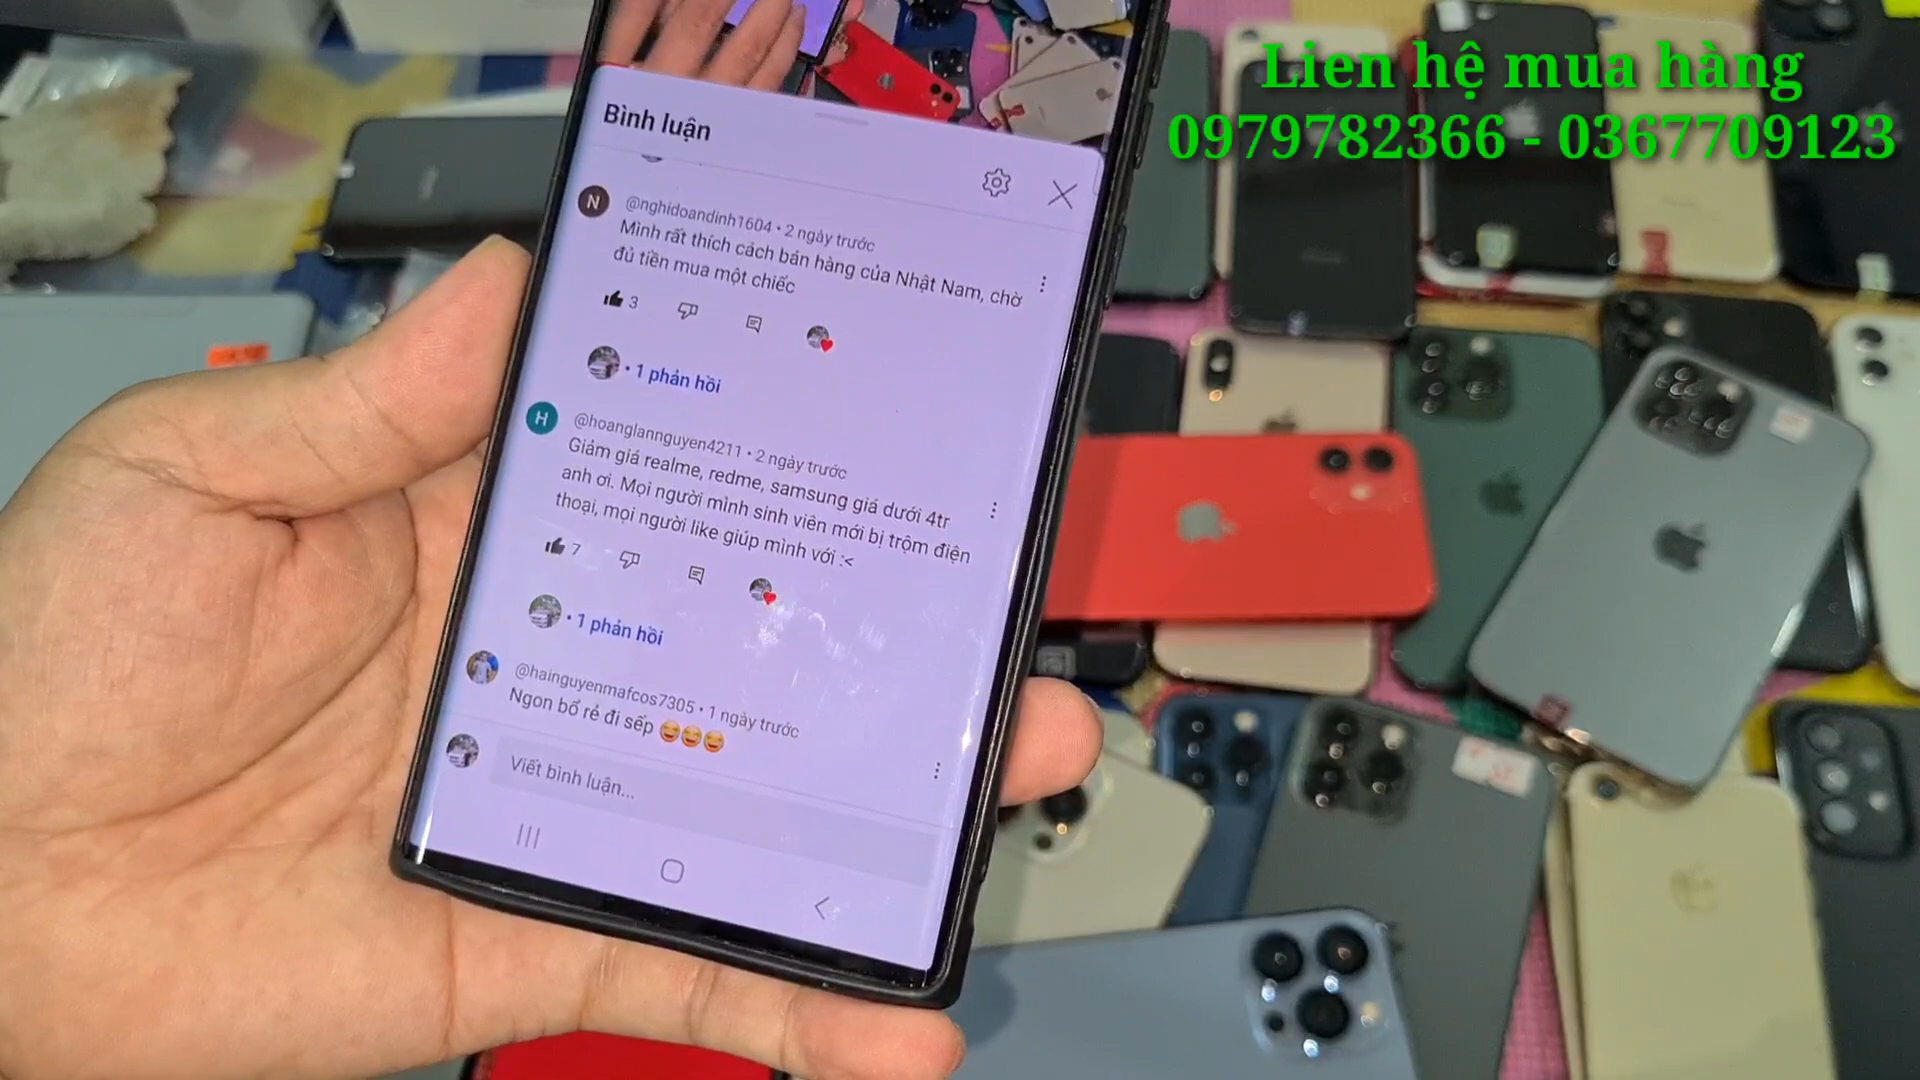 Lien hệ mua hàng
0979782366 - 0367709123
Bình luận
N
@nghidoandinh1604 • 2 ngày trước
Mình rất thích cách bán hàng của Nhật Nam, chờ
đủ tiền mua một chiếc
3
• 1 phản hồi
H
@hoanglannguyen4211 • 2 ngày trước
Giảm giá realme, redme, samsung giá dưới 4tr
anh ơi. Mọi người mình sinh viên mới bị trộm điện
thoại, mọi người like giúp mình với :<
7
• 1 phản hồi
@hainguyenmafcos7305 • 1 ngày trước
Ngon bổ rẻ đi sếp 😂😂😂
Viết bình luận...